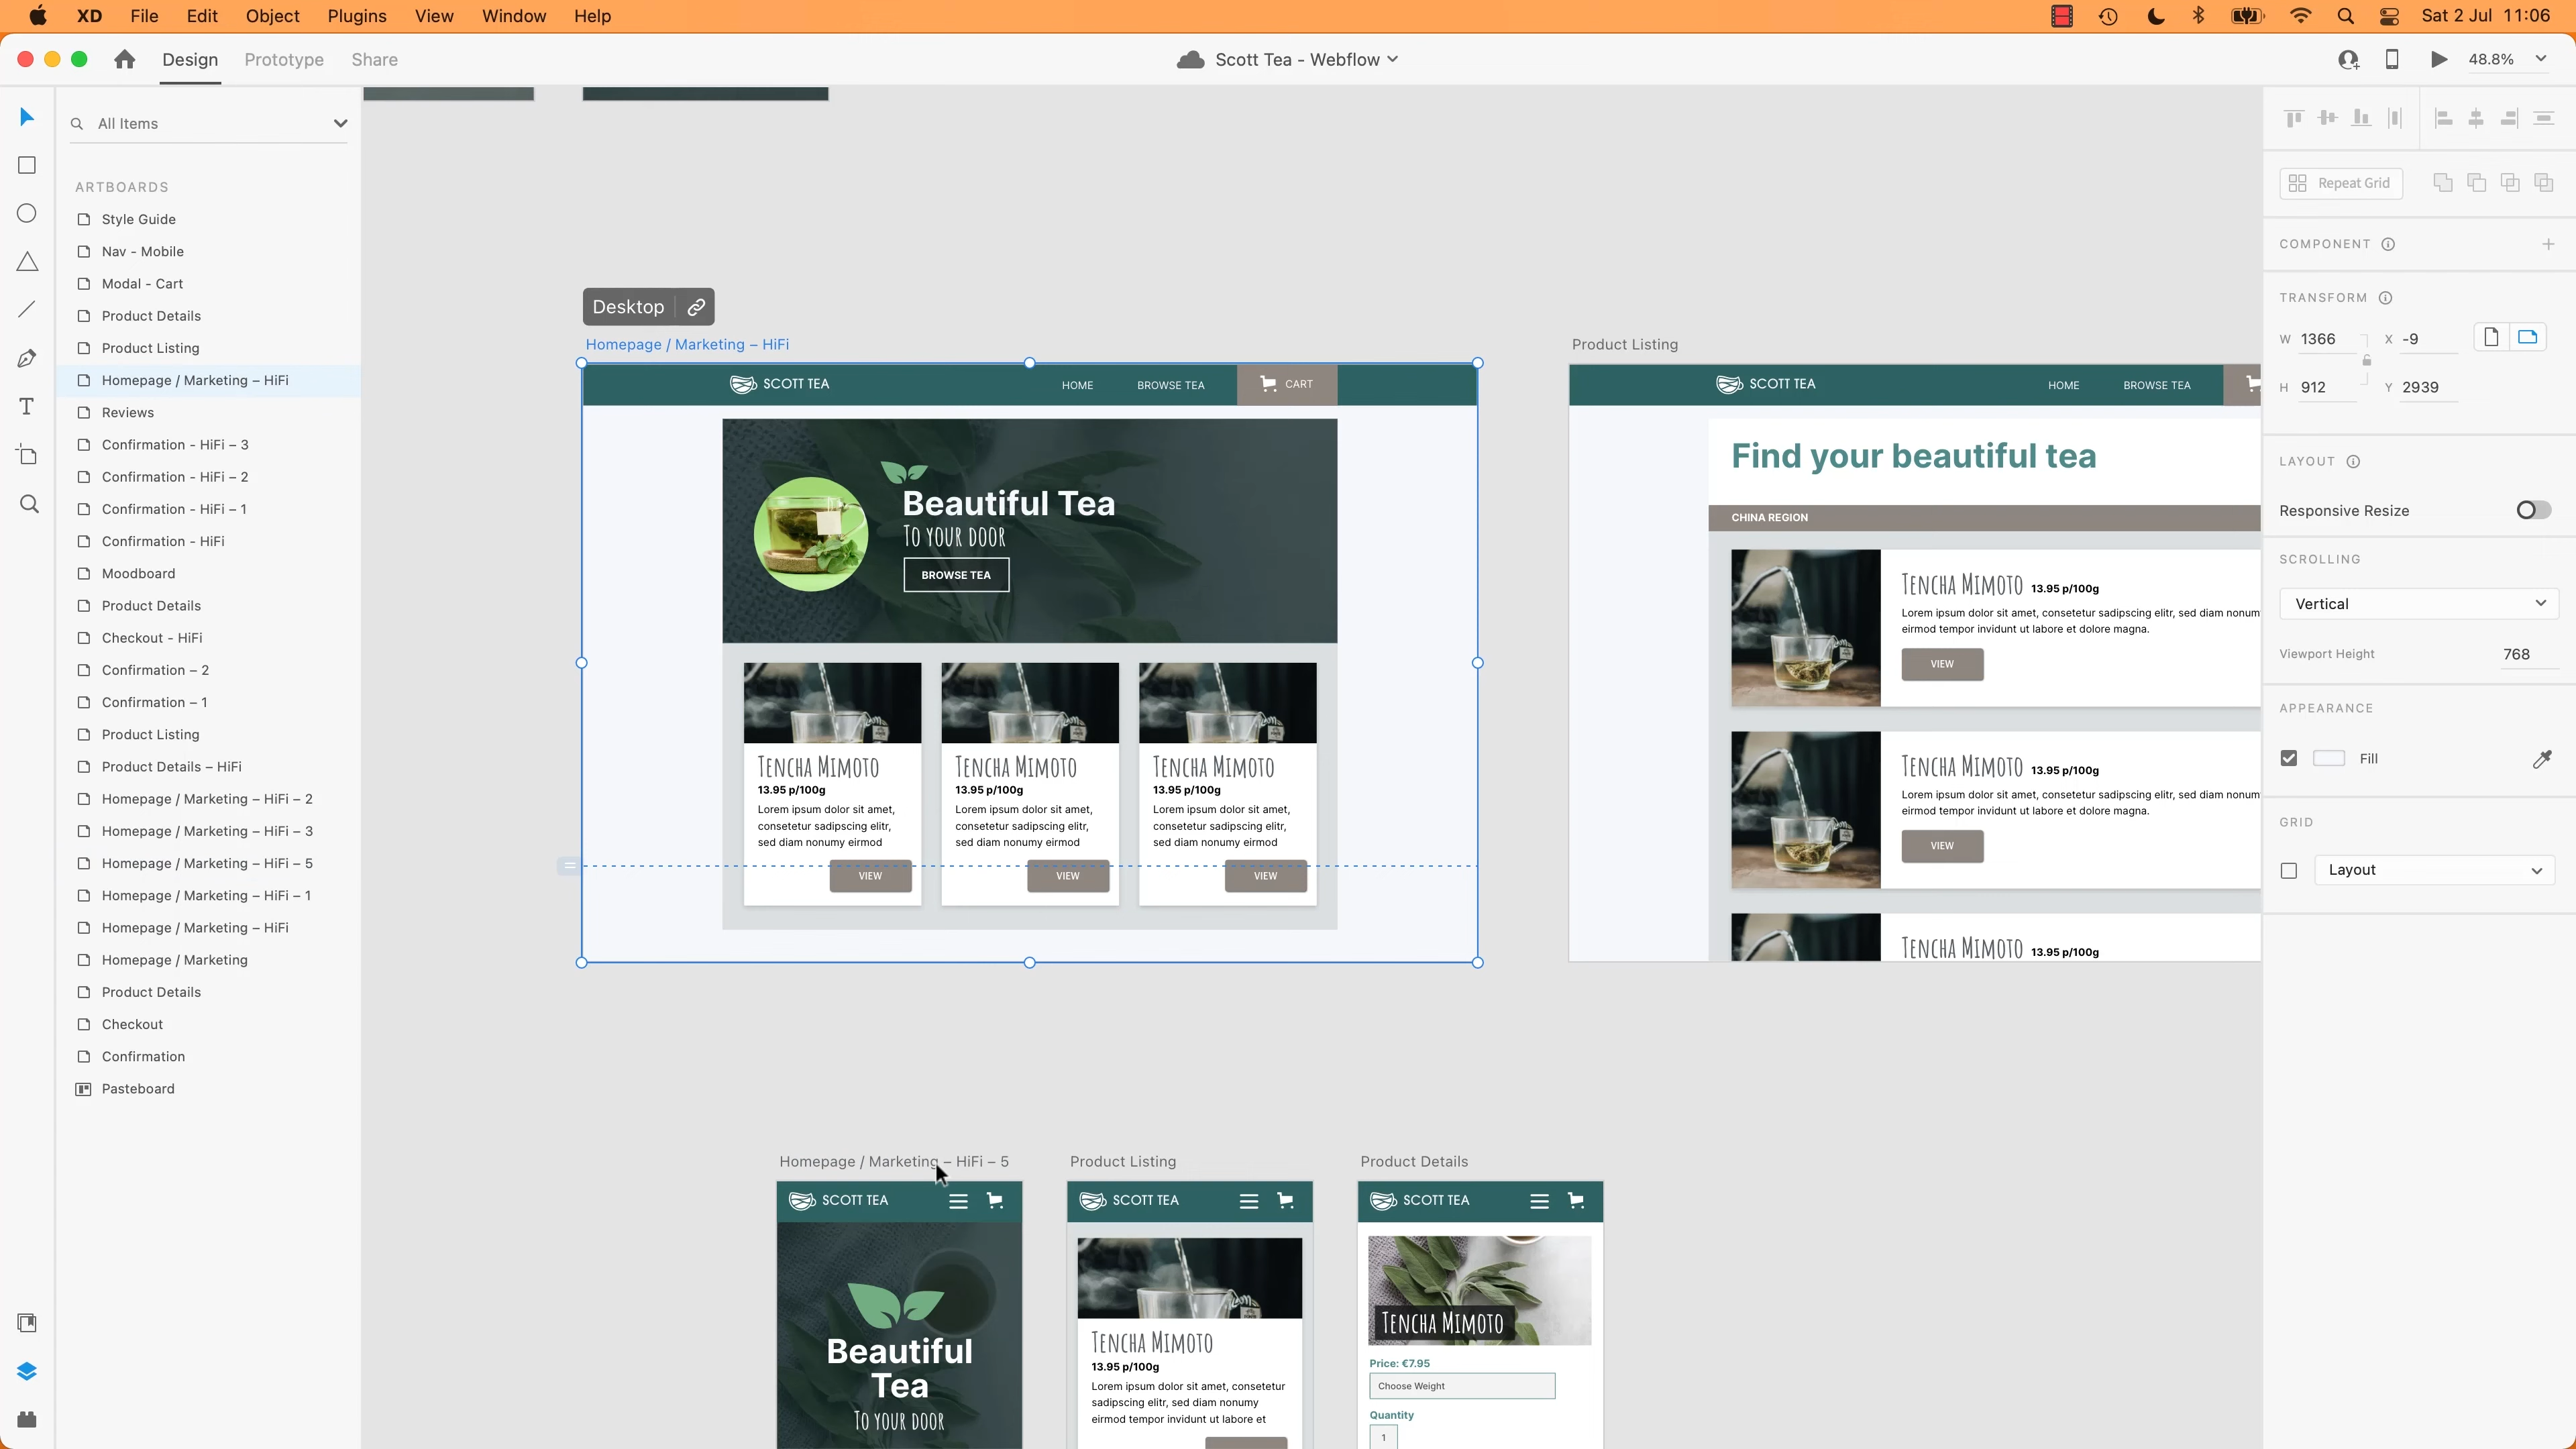 XD File Edit Object Plugins View Window Help
Sat 2 Jul 11:06
Design Prototype Share
Scott Tea - Webflow
48.8%
All Items
ARTBOARDS
Style Guide
Nav - Mobile
Modal - Cart
Product Details
Product Listing
Homepage / Marketing – HiFi
Reviews
Confirmation - HiFi – 3
Confirmation - HiFi – 2
Confirmation - HiFi – 1
Confirmation - HiFi
Moodboard
Product Details
Checkout - HiFi
Confirmation – 2
Confirmation – 1
Product Listing
Product Details – HiFi
Homepage / Marketing – HiFi – 2
Homepage / Marketing – HiFi – 3
Homepage / Marketing – HiFi – 5
Homepage / Marketing – HiFi – 1
Homepage / Marketing – HiFi
Homepage / Marketing
Product Details
Checkout
Confirmation
Pasteboard
Desktop
Homepage / Marketing – HiFi
SCOTT TEA
HOME BROWSE TEA CART
Beautiful Tea
To your door
BROWSE TEA
Tencha Mimoto
13.95 p/100g
Lorem ipsum dolor sit amet,
consetetur sadipscing elitr,
sed diam nonumy eirmod
VIEW
Tencha Mimoto
13.95 p/100g
Lorem ipsum dolor sit amet,
consetetur sadipscing elitr,
sed diam nonumy eirmod
VIEW
Tencha Mimoto
13.95 p/100g
Lorem ipsum dolor sit amet,
consetetur sadipscing elitr,
sed diam nonumy eirmod
VIEW
Product Listing
SCOTT TEA
HOME BROWSE TEA
Find your beautiful tea
CHINA REGION
Tencha Mimoto 13.95 p/100g
Lorem ipsum dolor sit amet, consetetur sadipscing elitr, sed diam nonum
eirmod tempor invidunt ut labore et dolore magna.
VIEW
Tencha Mimoto 13.95 p/100g
Lorem ipsum dolor sit amet, consetetur sadipscing elitr, sed diam nonum
eirmod tempor invidunt ut labore et dolore magna.
VIEW
Tencha Mimoto 13.95 p/100g
Homepage / Marketing – HiFi – 5
SCOTT TEA
Beautiful
Tea
To your door
Product Listing
SCOTT TEA
Tencha Mimoto
13.95 p/100g
Lorem ipsum dolor sit amet, consetetur
sadipscing elitr, sed diam nonumy
eirmod tempor invidunt ut labore et
Product Details
SCOTT TEA
Tencha Mimoto
Price: €7.95
Choose Weight
Quantity
1
Repeat Grid
COMPONENT
TRANSFORM
W 1366 X -9
H 912 Y 2939
LAYOUT
Responsive Resize
SCROLLING
Vertical
Viewport Height 768
APPEARANCE
Fill
GRID
Layout